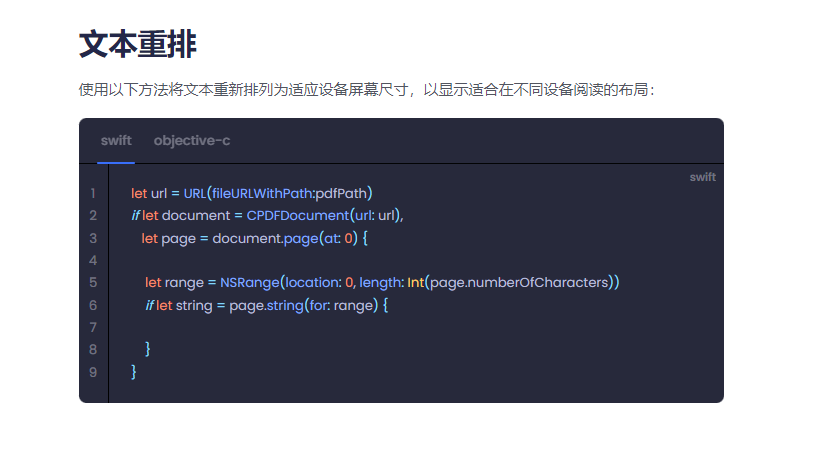 文本重排
使用以下方法将文本重新排列为适应设备屏幕尺寸，以显示适合在不同设备阅读的布局：
swift objective-c
swift
1 let url = URL(fileURLWithPath:pdfPath)
2 if let document = CPDFDocument(url: url),
3 let page = document.page(at: 0) {
4
5 let range = NSRange(location: 0, length: Int(page.numberOfCharacters))
6 if let string = page.string(for: range) {
7
8 }
9 }